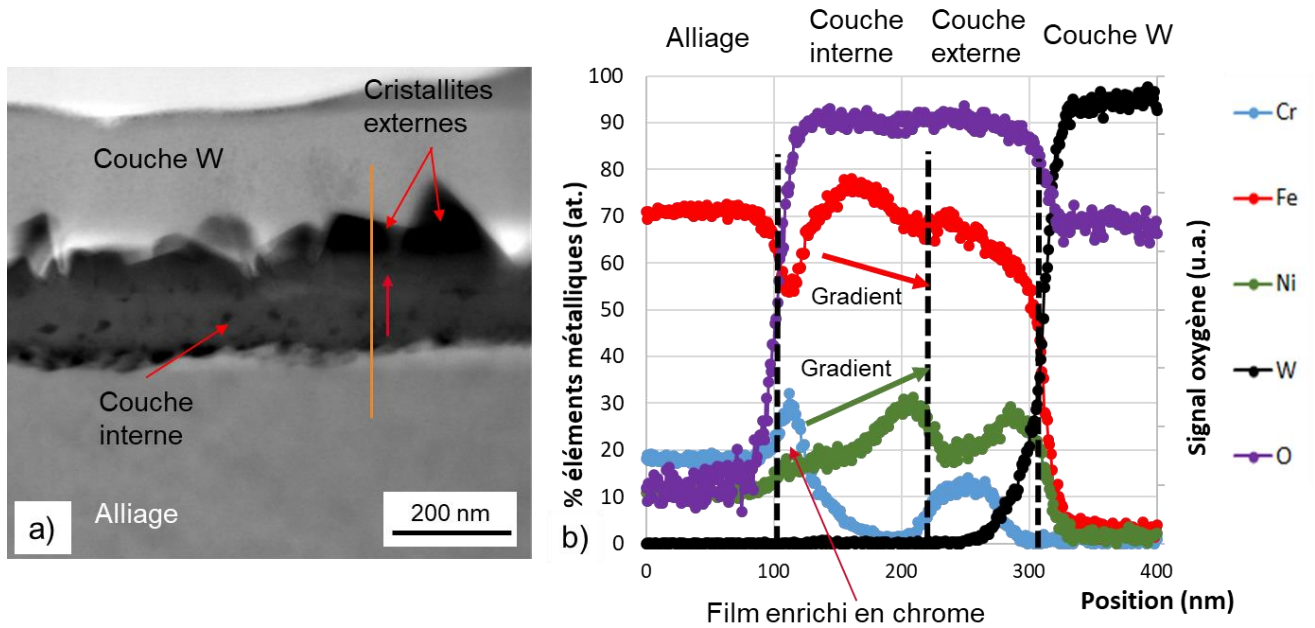 Cristallites
externes
Couche W
Couche
interne
Alliage
a)
200 nm
Alliage
Couche
interne
Couche
externe
Couche W
% éléments métalliques (at.)
100
90
80
70
60
50
40
30
20
10
0
Gradient
Gradient
0
100
200
300
400
Position (nm)
Signal oxygène (u.a.)
b)
Film enrichi en chrome
Cr
Fe
Ni
W
O